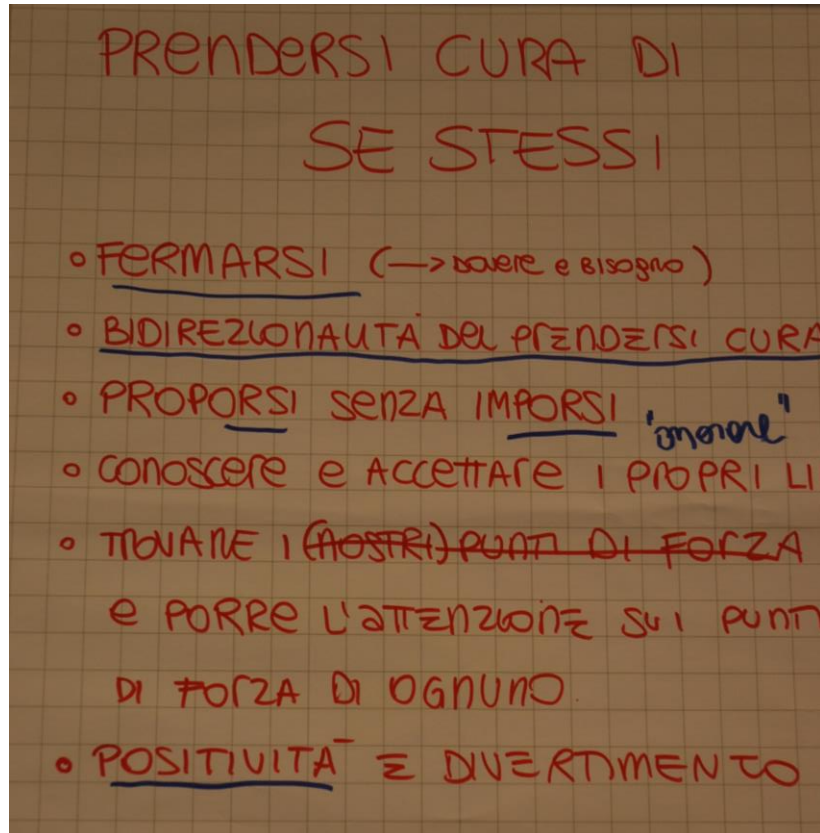 PRENDERSI CURA DI
SE STESSI
FERMARSI (→ DOVERE e BISOGNO)
BIDIREZIONALITÀ DEL PRENDERSI CURA
PROPORSI SENZA IMPORSI
CONOSCERE e ACCETTARE I PROPRI LI
TROVARE I (NOSTRI) PUNTI DI FORZA
e PORRE L'ATTENZIONE SUI PUNTI
DI FORZA DI OGNUNO
POSITIVITÀ E DIVERTIMENTO